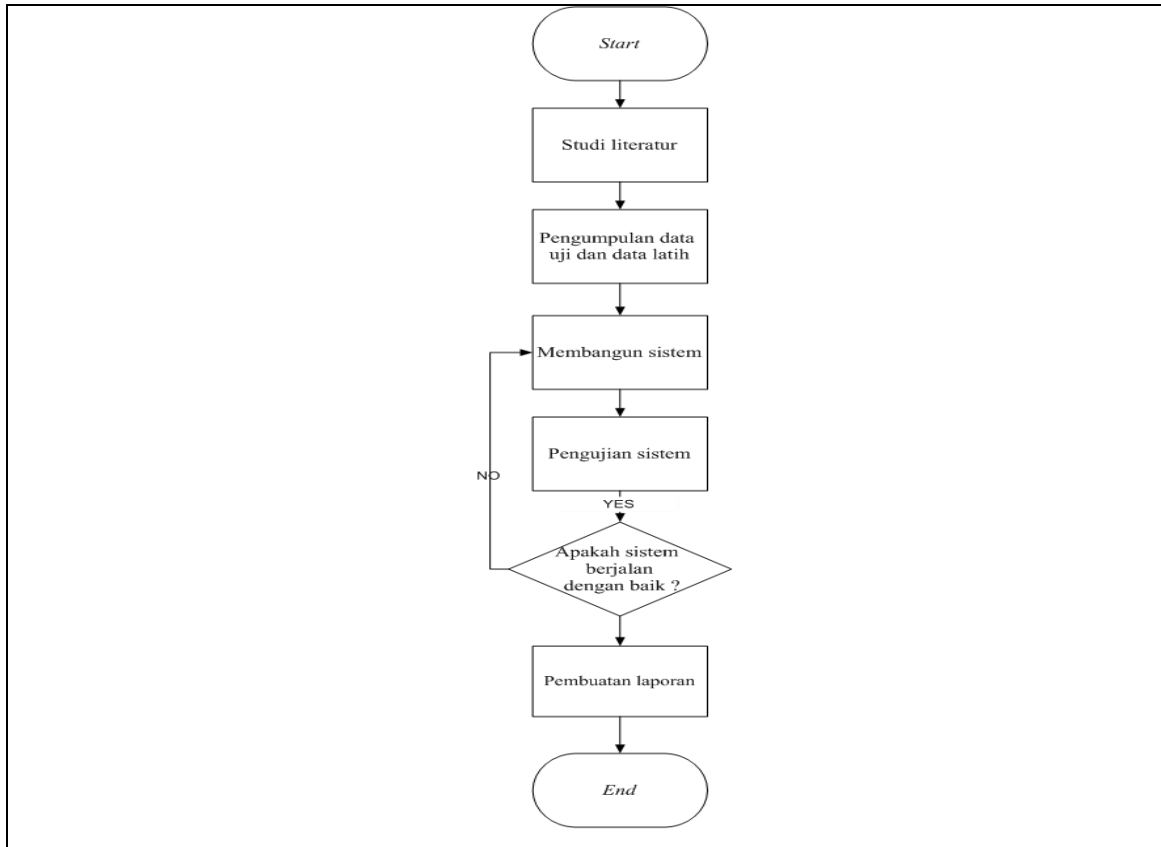 Start
Studi literatur
Pengumpulan data
uji dan data latih
Membangun sistem
Pengujian sistem
NO
YES
Apakah sistem
berjalan
dengan baik ?
Pembuatan laporan
End